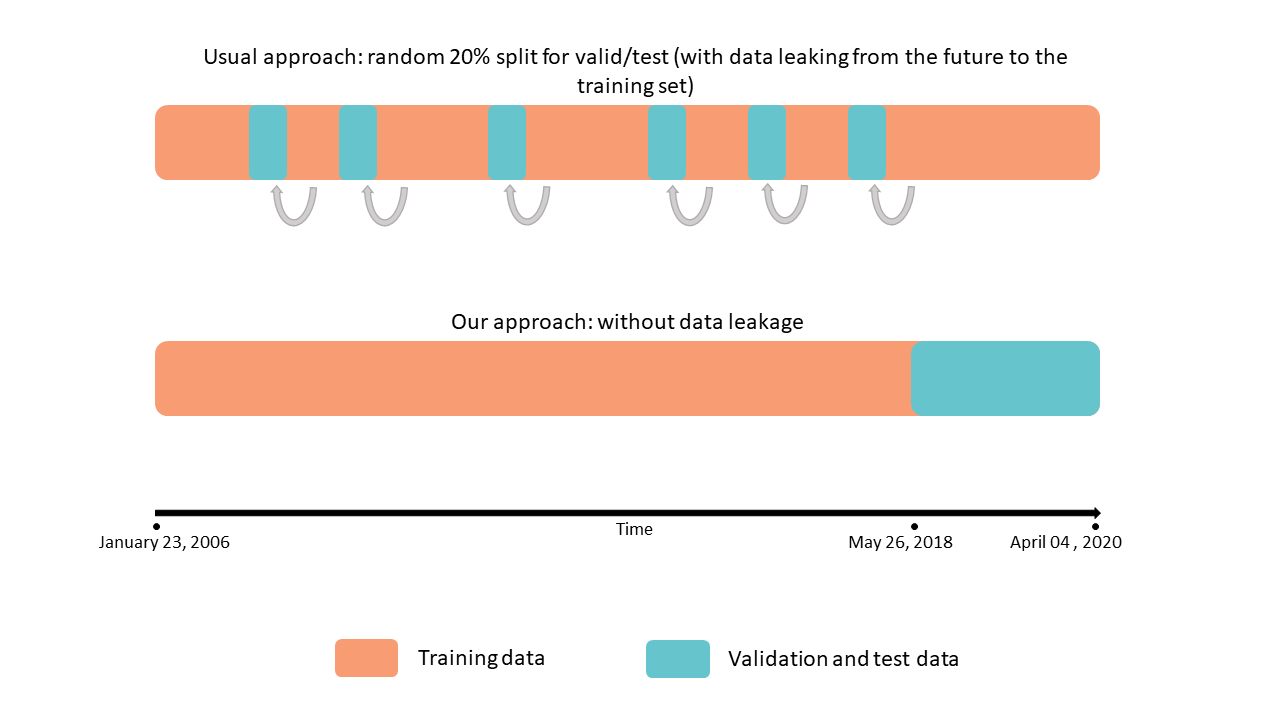 Usual approach: random 20% split for valid/test (with data leaking from the future to the
training set)
Our approach: without data leakage
Time
January 23, 2006
May 26, 2018
April 04 , 2020
Training data
Validation and test data